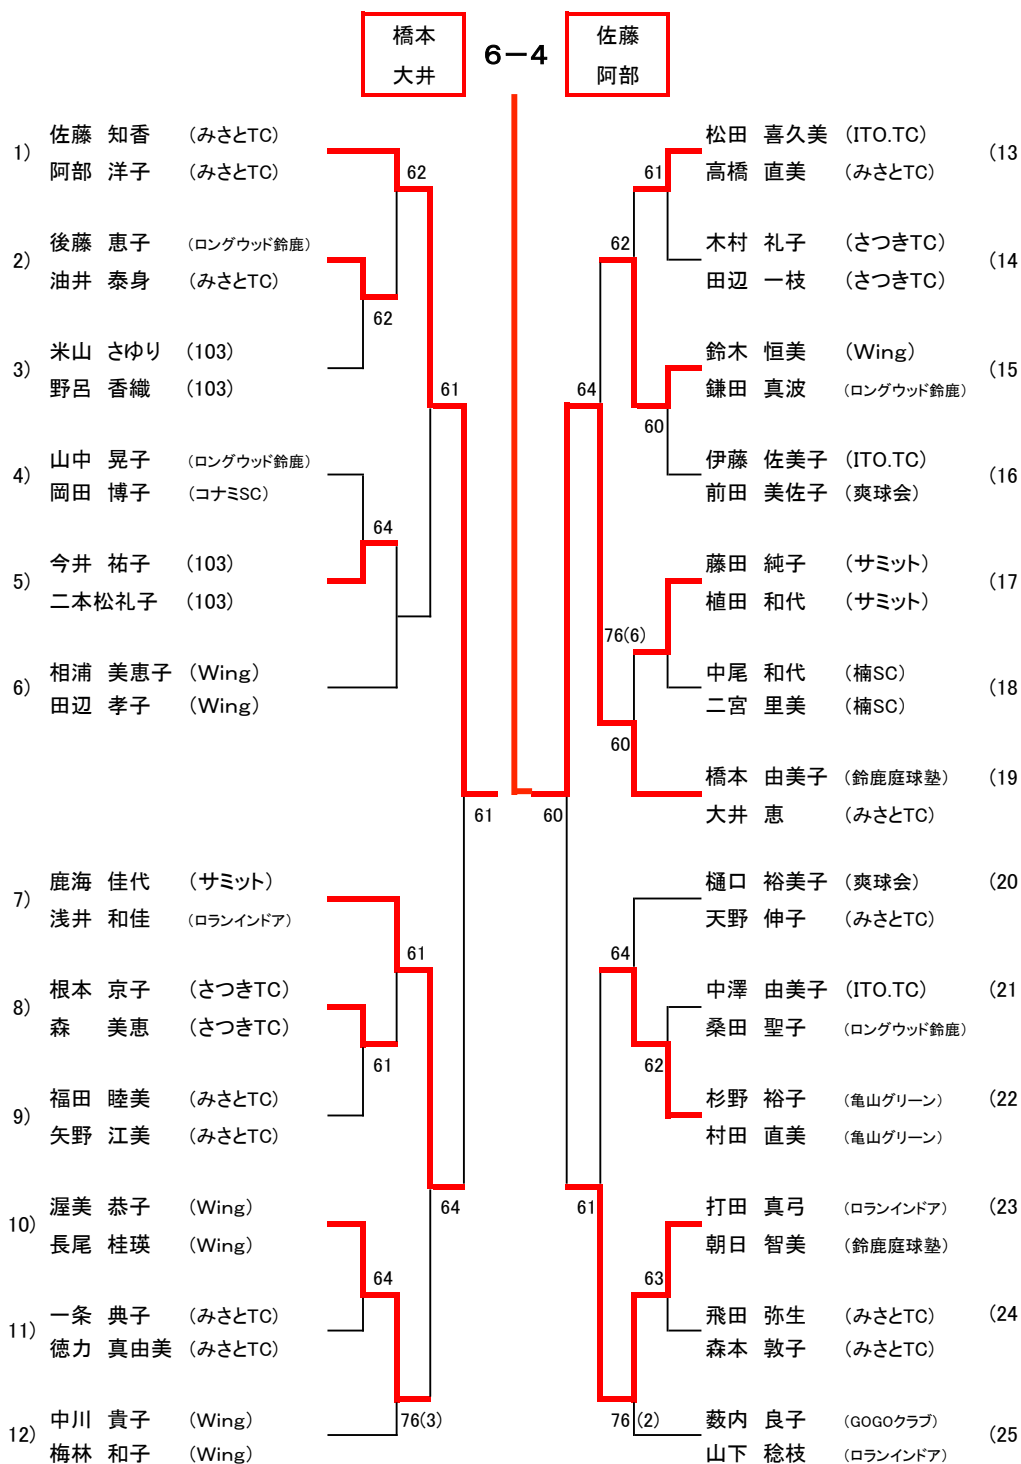 橋本
大井
6－4
佐藤
阿部
1) 佐藤 知香 (みさとTC)
阿部 洋子 (みさとTC)
2) 後藤 恵子 (ロングウッド鈴鹿)
油井 泰身 (みさとTC)
3) 米山 さゆり (103)
野呂 香織 (103)
4) 山中 晃子 (ロングウッド鈴鹿)
岡田 博子 (コナミSC)
5) 今井 祐子 (103)
二本松礼子 (103)
6) 相浦 美恵子 (Wing)
田辺 孝子 (Wing)
7) 鹿海 佳代 (サミット)
浅井 和佳 (ロランインドア)
8) 根本 京子 (さつきTC)
森 美恵 (さつきTC)
9) 福田 睦美 (みさとTC)
矢野 江美 (みさとTC)
10) 渥美 恭子 (Wing)
長尾 桂瑛 (Wing)
11) 一条 典子 (みさとTC)
徳力 真由美 (みさとTC)
12) 中川 貴子 (Wing)
梅林 和子 (Wing)
62
62
61
64
61
61
61
64
64
76(3)
松田 喜久美 (ITO.TC) (13
高橋 直美 (みさとTC)
木村 礼子 (さつきTC) (14
田辺 一枝 (さつきTC)
鈴木 恒美 (Wing) (15
鎌田 真波 (ロングウッド鈴鹿)
伊藤 佐美子 (ITO.TC) (16
前田 美佐子 (爽球会)
藤田 純子 (サミット) (17
植田 和代 (サミット)
中尾 和代 (楠SC) (18
二宮 里美 (楠SC)
橋本 由美子 (鈴鹿庭球塾) (19
大井 恵 (みさとTC)
樋口 裕美子 (爽球会) (20
天野 伸子 (みさとTC)
中澤 由美子 (ITO.TC) (21
桑田 聖子 (ロングウッド鈴鹿)
杉野 裕子 (亀山グリーン) (22
村田 直美 (亀山グリーン)
打田 真弓 (ロランインドア) (23
朝日 智美 (鈴鹿庭球塾)
飛田 弥生 (みさとTC) (24
森本 敦子 (みさとTC)
薮内 良子 (GOGOクラブ) (25
山下 稔枝 (ロランインドア)
61
62
64
60
76(6)
60
60
64
62
61
63
76 (2)